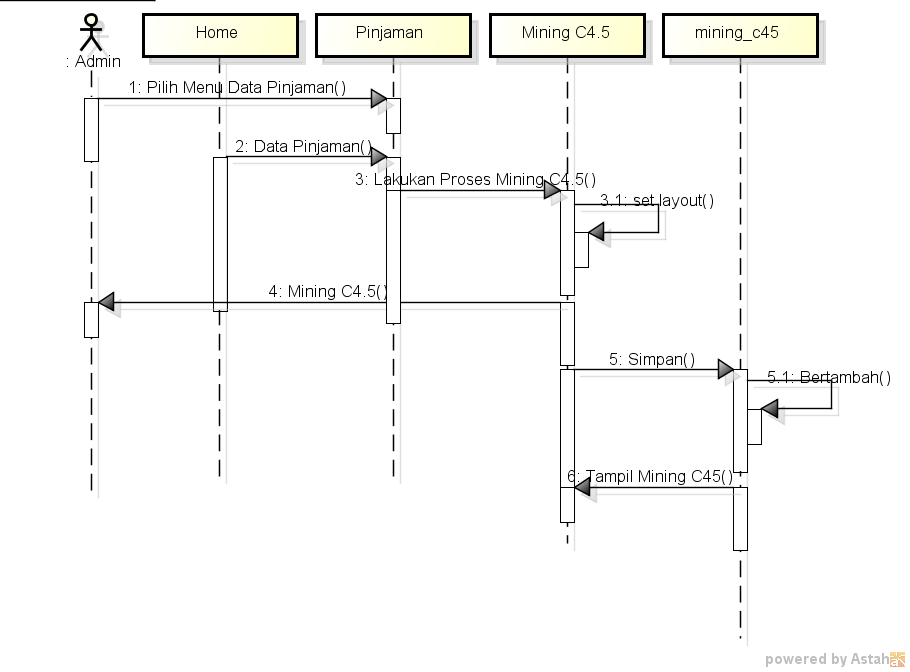 Home
Pinjaman
Mining C4.5
mining_c45
: Admin
1: Pilih Menu Data Pinjaman()
2: Data Pinjaman()
3: Lakukan Proses Mining C4.5()
3.1: set layout()
4: Mining C4.5()
5: Simpan()
5.1: Bertambah()
6: Tampil Mining C45()
powered by Astah